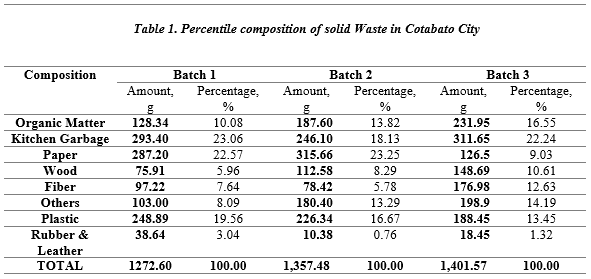 Table 1. Percentile composition of solid Waste in Cotabato City
Composition Batch 1 Batch 2 Batch 3
Amount, g Percentage, % Amount, g Percentage, % Amount, g Percentage, %
Organic Matter 128.34 10.08 187.60 13.82 231.95 16.55
Kitchen Garbage 293.40 23.06 246.10 18.13 311.65 22.24
Paper 287.20 22.57 315.66 23.25 126.5 9.03
Wood 75.91 5.96 112.58 8.29 148.69 10.61
Fiber 97.22 7.64 78.42 5.78 176.98 12.63
Others 103.00 8.09 180.40 13.29 198.9 14.19
Plastic 248.89 19.56 226.34 16.67 188.45 13.45
Rubber & Leather 38.64 3.04 10.38 0.76 18.45 1.32
TOTAL 1272.60 100.00 1,357.48 100.00 1,401.57 100.00